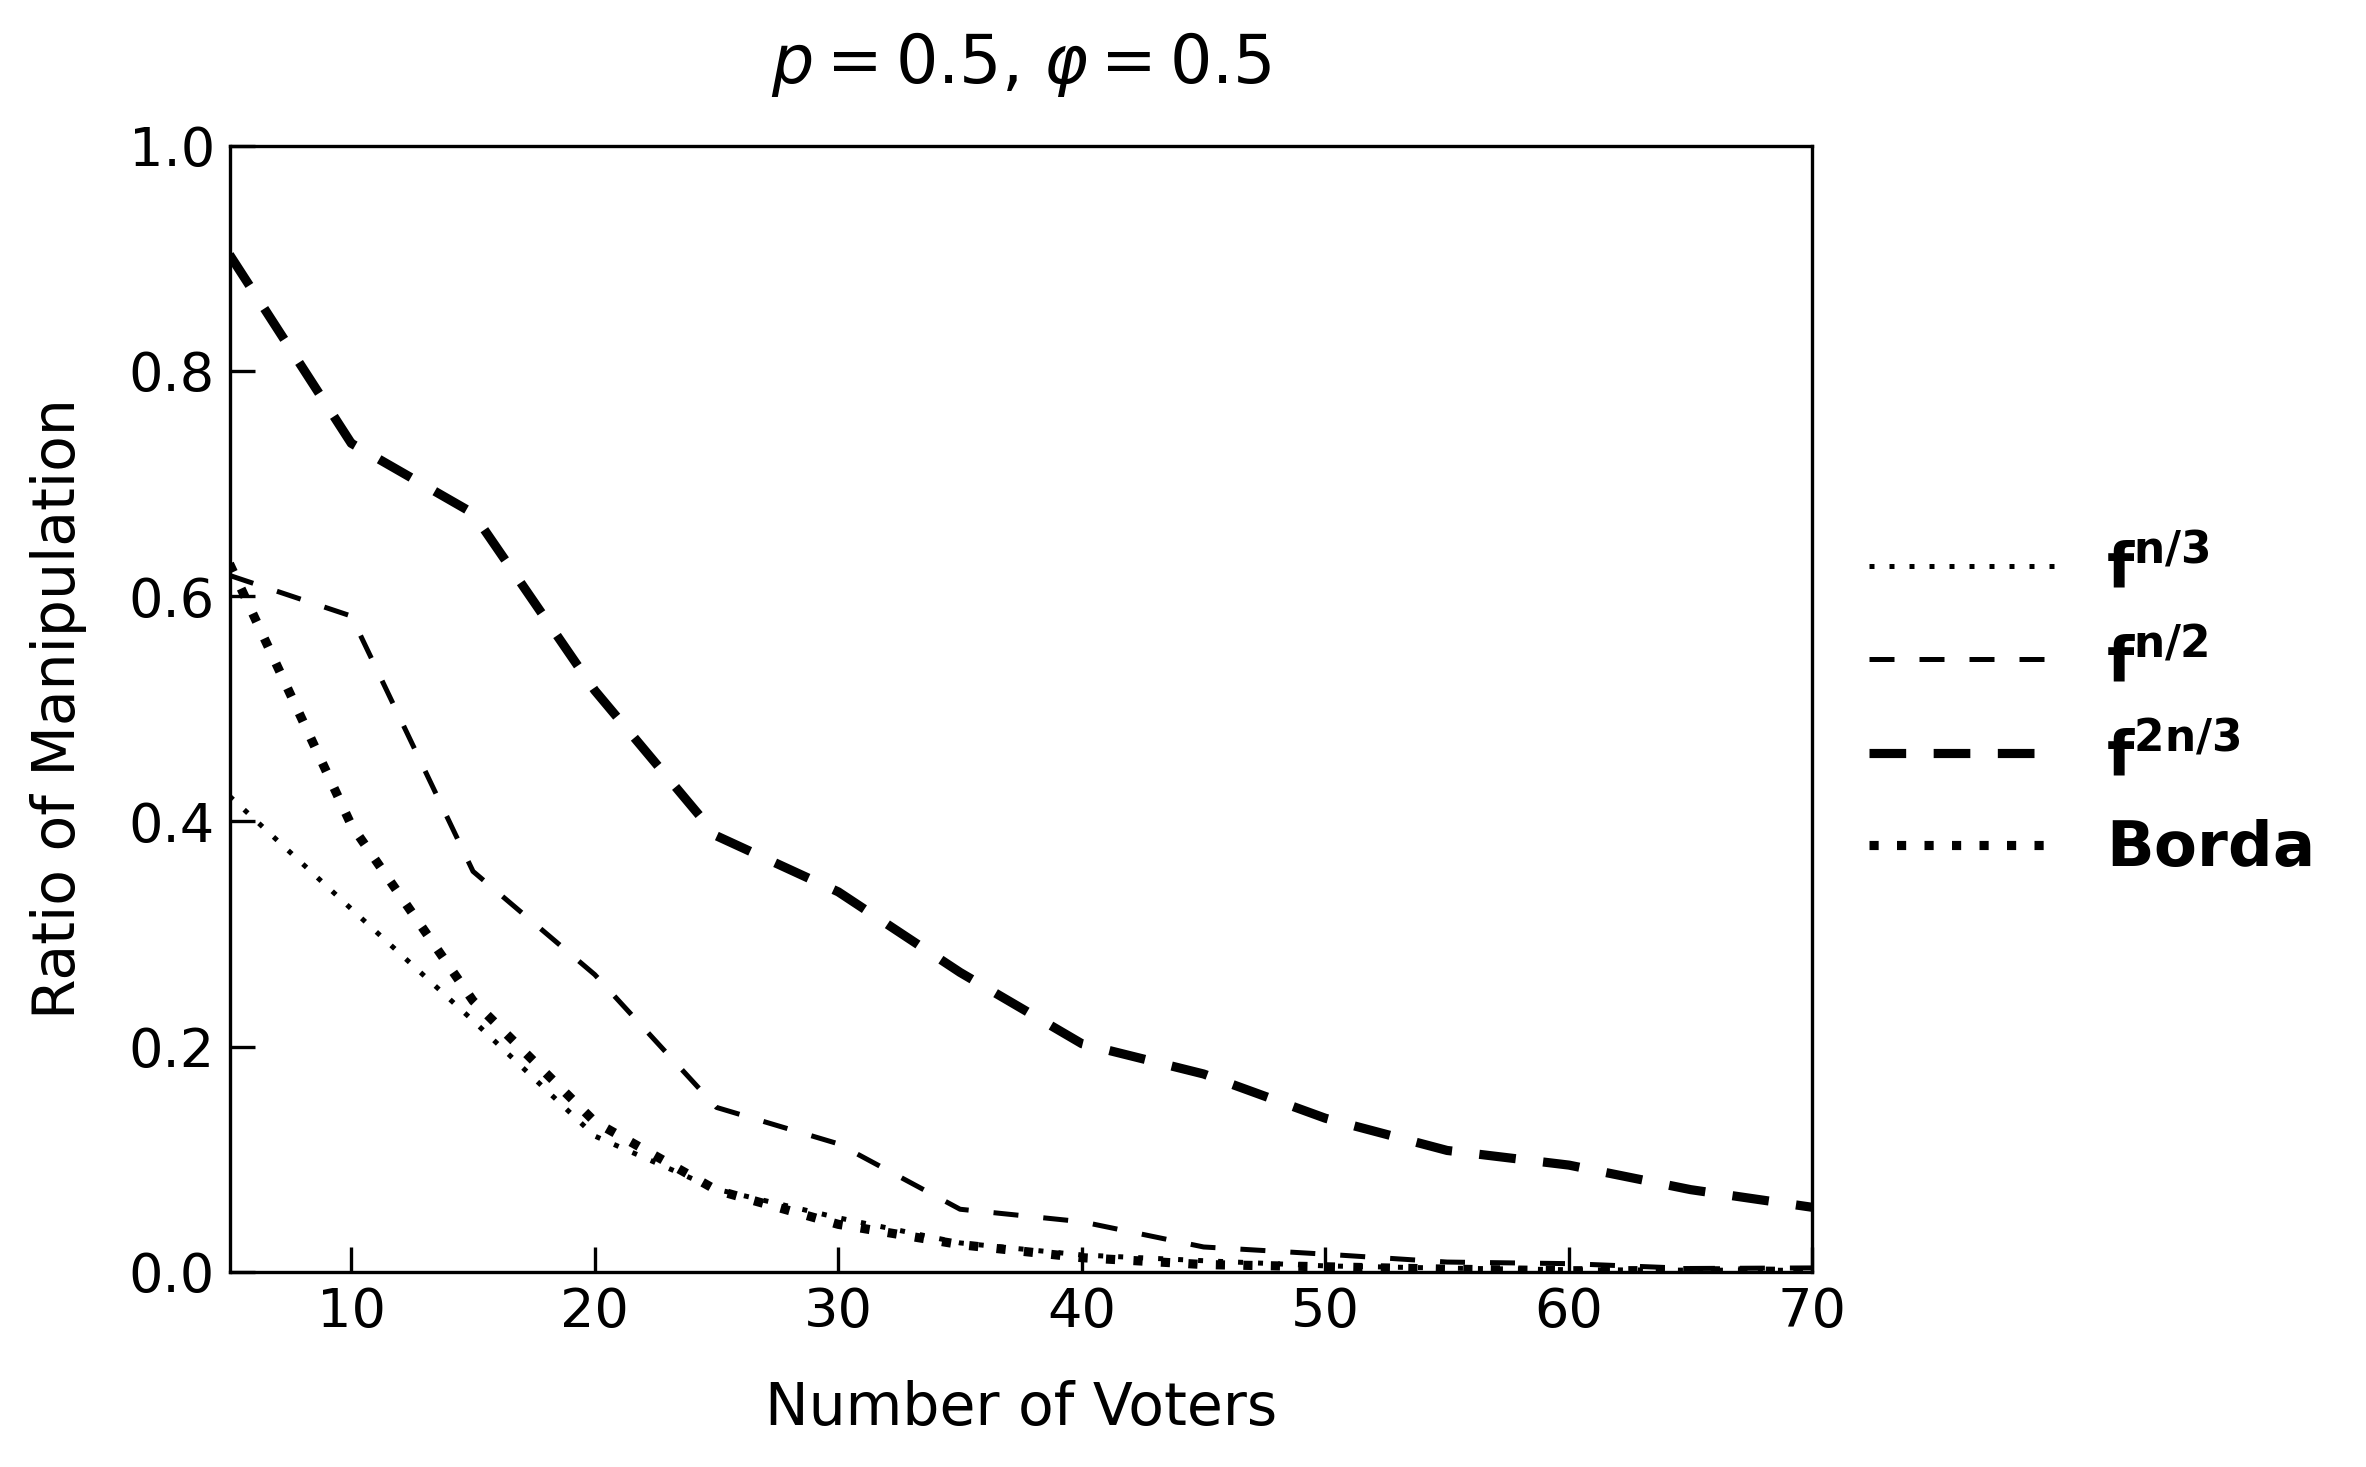 p = 0.5, φ = 0.5
Ratio of Manipulation
1.0
0.8
0.6
0.4
0.2
0.0
10 20 30 40 50 60 70
Number of Voters
f^n/3
f^n/2
f^2n/3
Borda